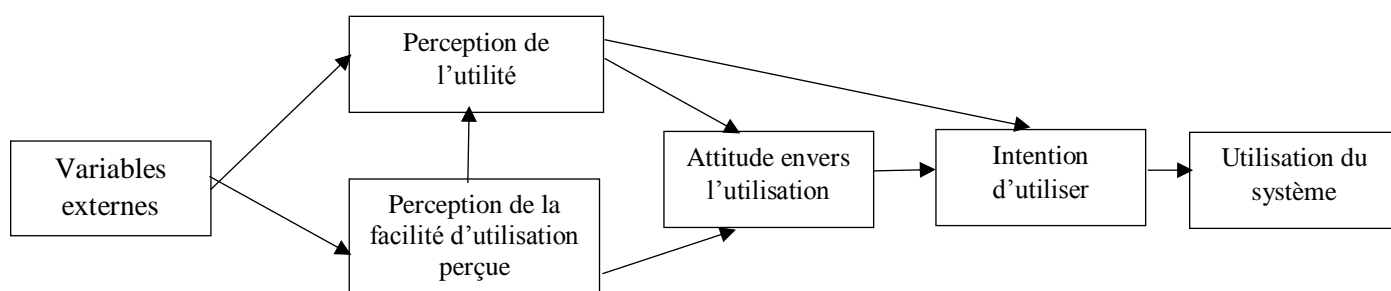 Perception de
l’utilité
Variables
externes
Perception de la
facilité d’utilisation
perçue
Attitude envers
l’utilisation
Intention
d’utiliser
Utilisation du
système